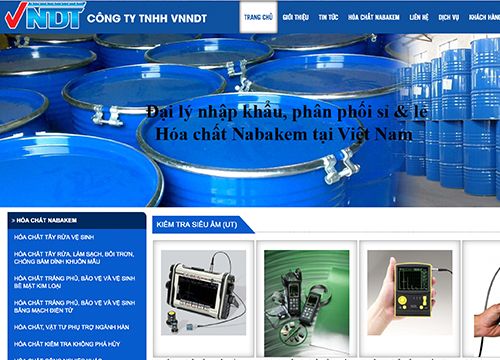 VNDT
CÔNG TY TNHH VNNDT
TRANG CHỦ
GIỚI THIỆU
TIN TỨC
HÓA CHẤT NABAKEM
LIÊN HỆ
DỊCH VỤ
KHÁCH HÀN
Đại lý nhập khẩu, phân phối sỉ & lẻ
Hóa chất Nabakem tại Việt Nam
> HÓA CHẤT NABAKEM
HÓA CHẤT TẨY RỬA VỆ SINH
HÓA CHẤT TẨY RỬA, LÀM SẠCH, BÔI TRƠN,
CHỐNG BÁM DÍNH KHUÔN MẪU
HÓA CHẤT TRÁNG PHỦ, BẢO VỆ VÀ VỆ SINH
BỀ MẶT KIM LOẠI
HÓA CHẤT TRÁNG PHỦ, BẢO VỆ VÀ VỆ SINH
BẢNG MẠCH ĐIỆN TỬ
HÓA CHẤT, VẬT TƯ PHỤ TRỢ NGÀNH HÀN
HÓA CHẤT KIỂM TRA KHÔNG PHÁ HỦY
KIỂM TRA SIÊU ÂM (UT)